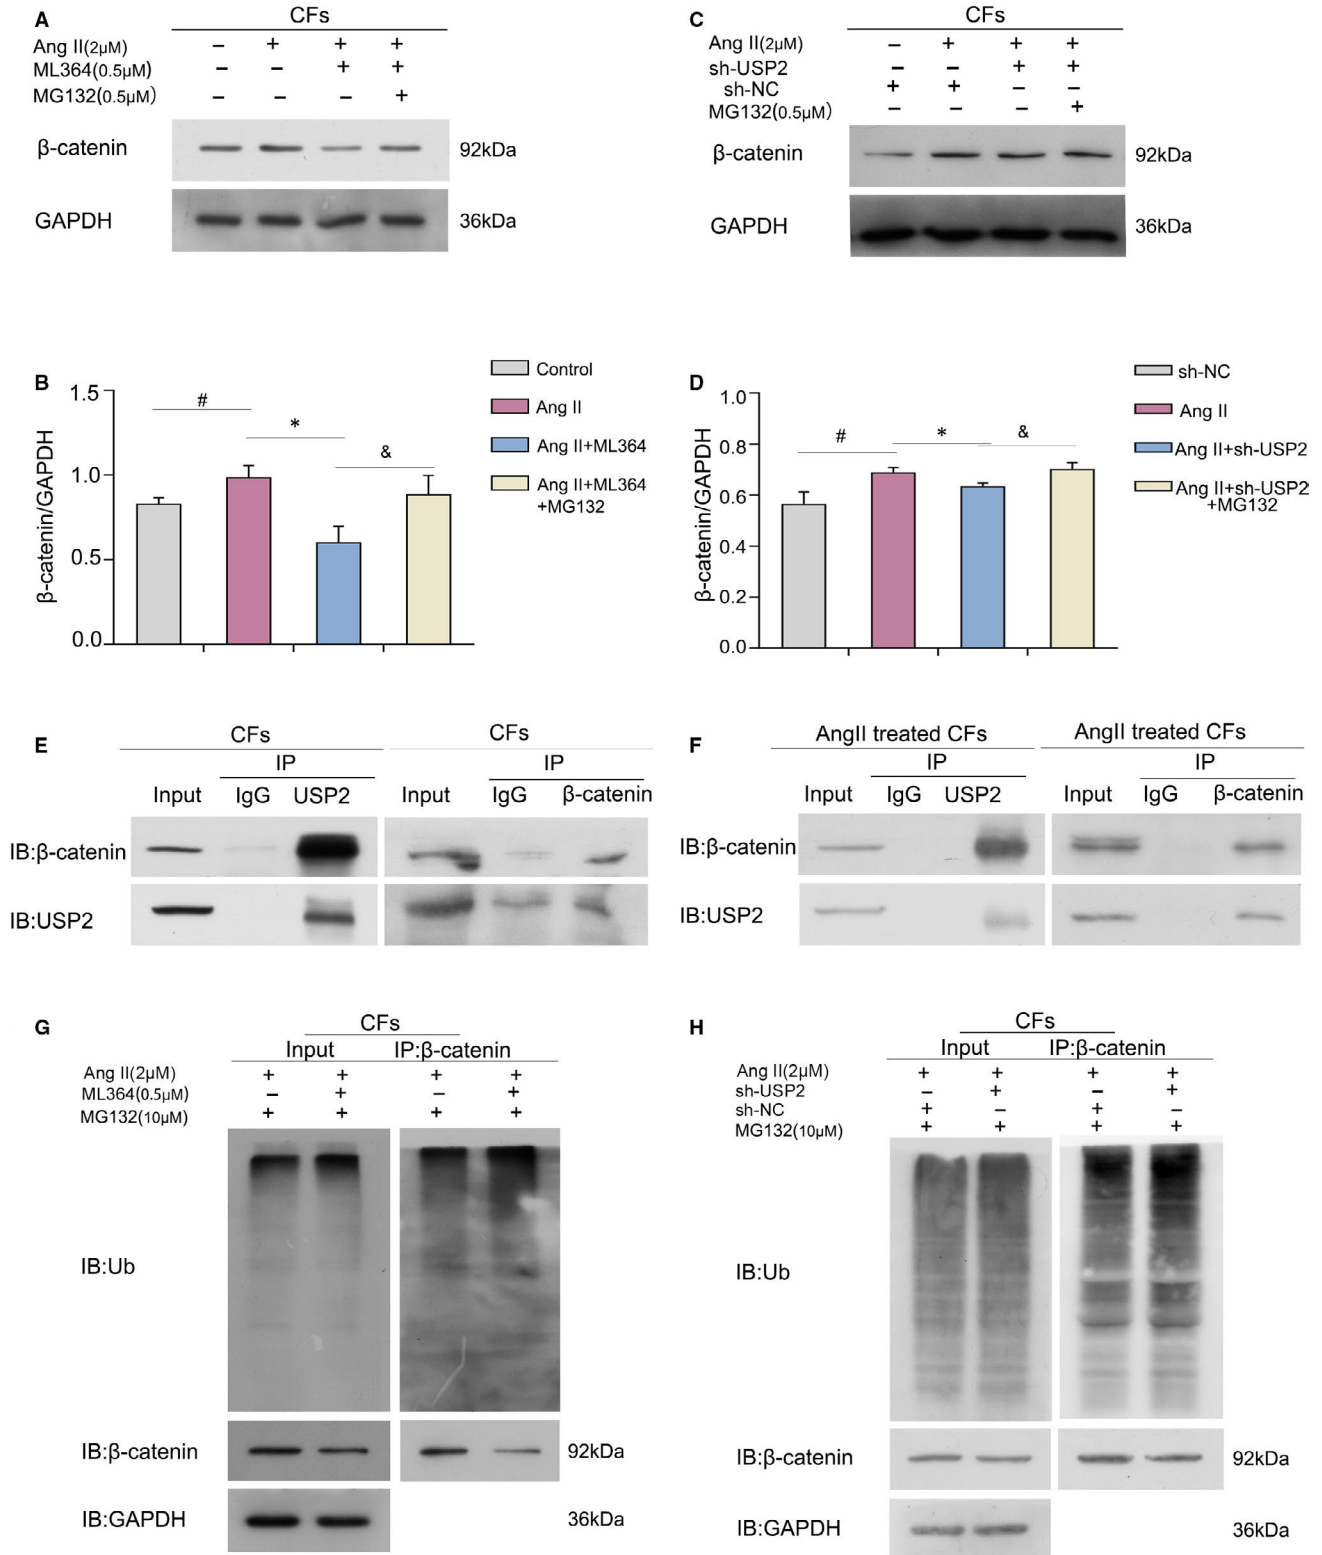 A
CFs
Ang II(2μM) – + + +
ML364(0.5μM) – – + +
MG132(0.5μM) – – – +
β-catenin 92kDa
GAPDH 36kDa
C
CFs
Ang II(2μM) – + + +
sh-USP2 – – + +
sh-NC + + – –
MG132(0.5μM) – – – +
β-catenin 92kDa
GAPDH 36kDa
B
β-catenin/GAPDH
1.5
1.0
0.5
0.0
#
*
&
Control
Ang II
Ang II+ML364
Ang II+ML364
+MG132
D
β-catenin/GAPDH
1.0
0.8
0.6
0.4
0.2
0.0
#
*
&
sh-NC
Ang II
Ang II+sh-USP2
Ang II+sh-USP2
+MG132
E
CFs CFs
IP IP
Input IgG USP2 Input IgG β-catenin
IB:β-catenin
IB:USP2
F
AngII treated CFs AngII treated CFs
IP IP
Input IgG USP2 Input IgG β-catenin
IB:β-catenin
IB:USP2
G
CFs
Input IP:β-catenin
Ang II(2μM) + + + +
ML364(0.5μM) – + – +
MG132(10μM) + + + +
IB:Ub
IB:β-catenin 92kDa
IB:GAPDH 36kDa
H
CFs
Input IP:β-catenin
Ang II(2μM) + + + +
sh-USP2 – + – +
sh-NC + – + –
MG132(10μM) + + + +
IB:Ub
IB:β-catenin 92kDa
IB:GAPDH 36kDa